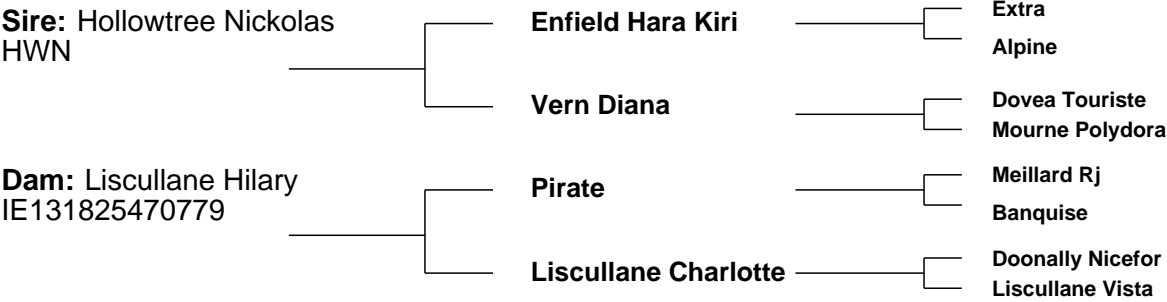 Sire: Hollowtree Nickolas
HWN
Enfield Hara Kiri
Extra
Alpine
Vern Diana
Dovea Touriste
Mourne Polydora
Dam: Liscullane Hilary
IE131825470779
Pirate
Meillard Rj
Banquise
Liscullane Charlotte
Doonally Nicefor
Liscullane Vista